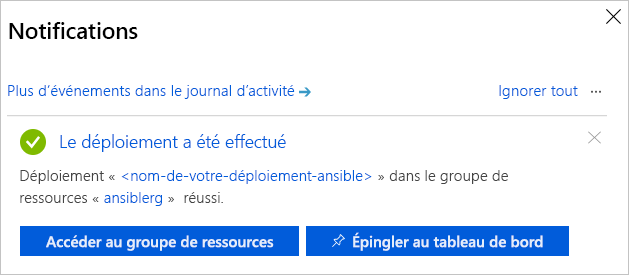 Notifications
Plus d'événements dans le journal d'activité → Ignorer tout ...
Le déploiement a été effectué
Déploiement « <nom-de-votre-déploiement-ansible> » dans le groupe de
ressources « ansiblerg » réussi.
Accéder au groupe de ressources Épingler au tableau de bord